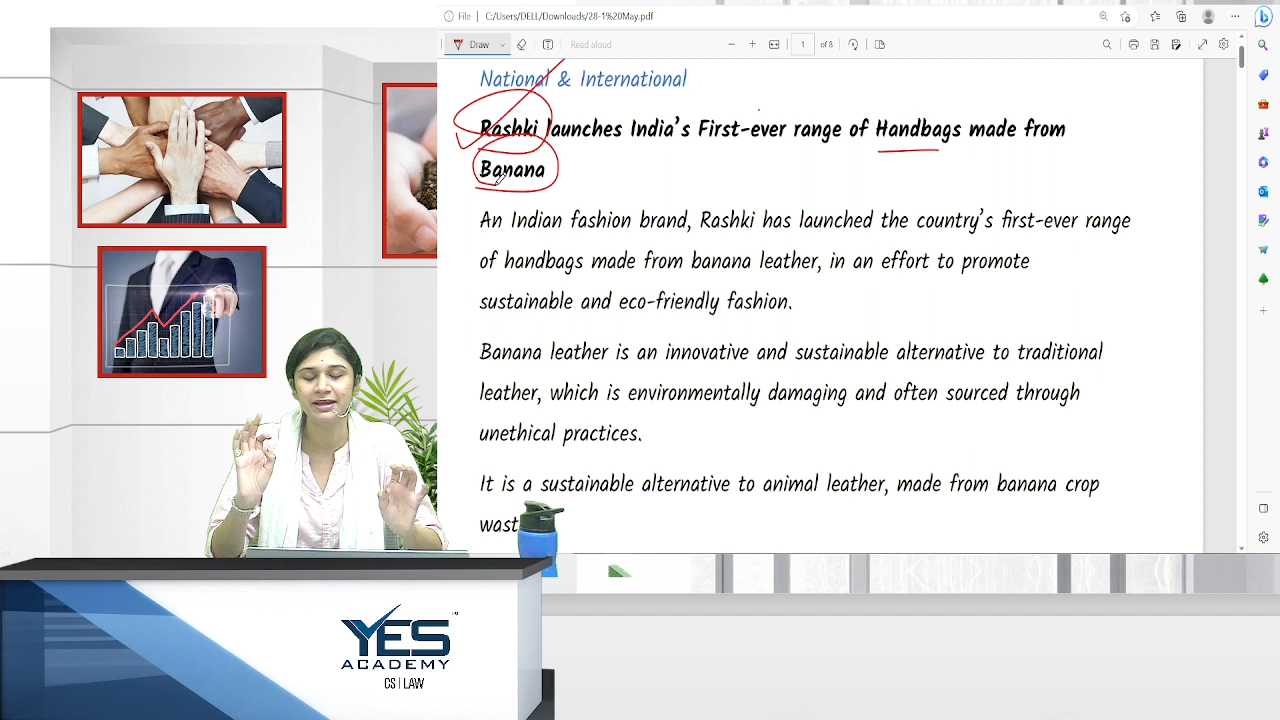 File
C:/Users/DELL/Downloads/28-1%20May.pdf
Draw
Read aloud
1
of 8
National & International
Rashki launches India's First-ever range of Handbags made from
Banana
An Indian fashion brand, Rashki has launched the country's first-ever range
of handbags made from banana leather, in an effort to promote
sustainable and eco-friendly fashion.
Banana leather is an innovative and sustainable alternative to traditional
leather, which is environmentally damaging and often sourced through
unethical practices.
It is a sustainable alternative to animal leather, made from banana crop
wast
YES
ACADEMY
CS | LAW
TM